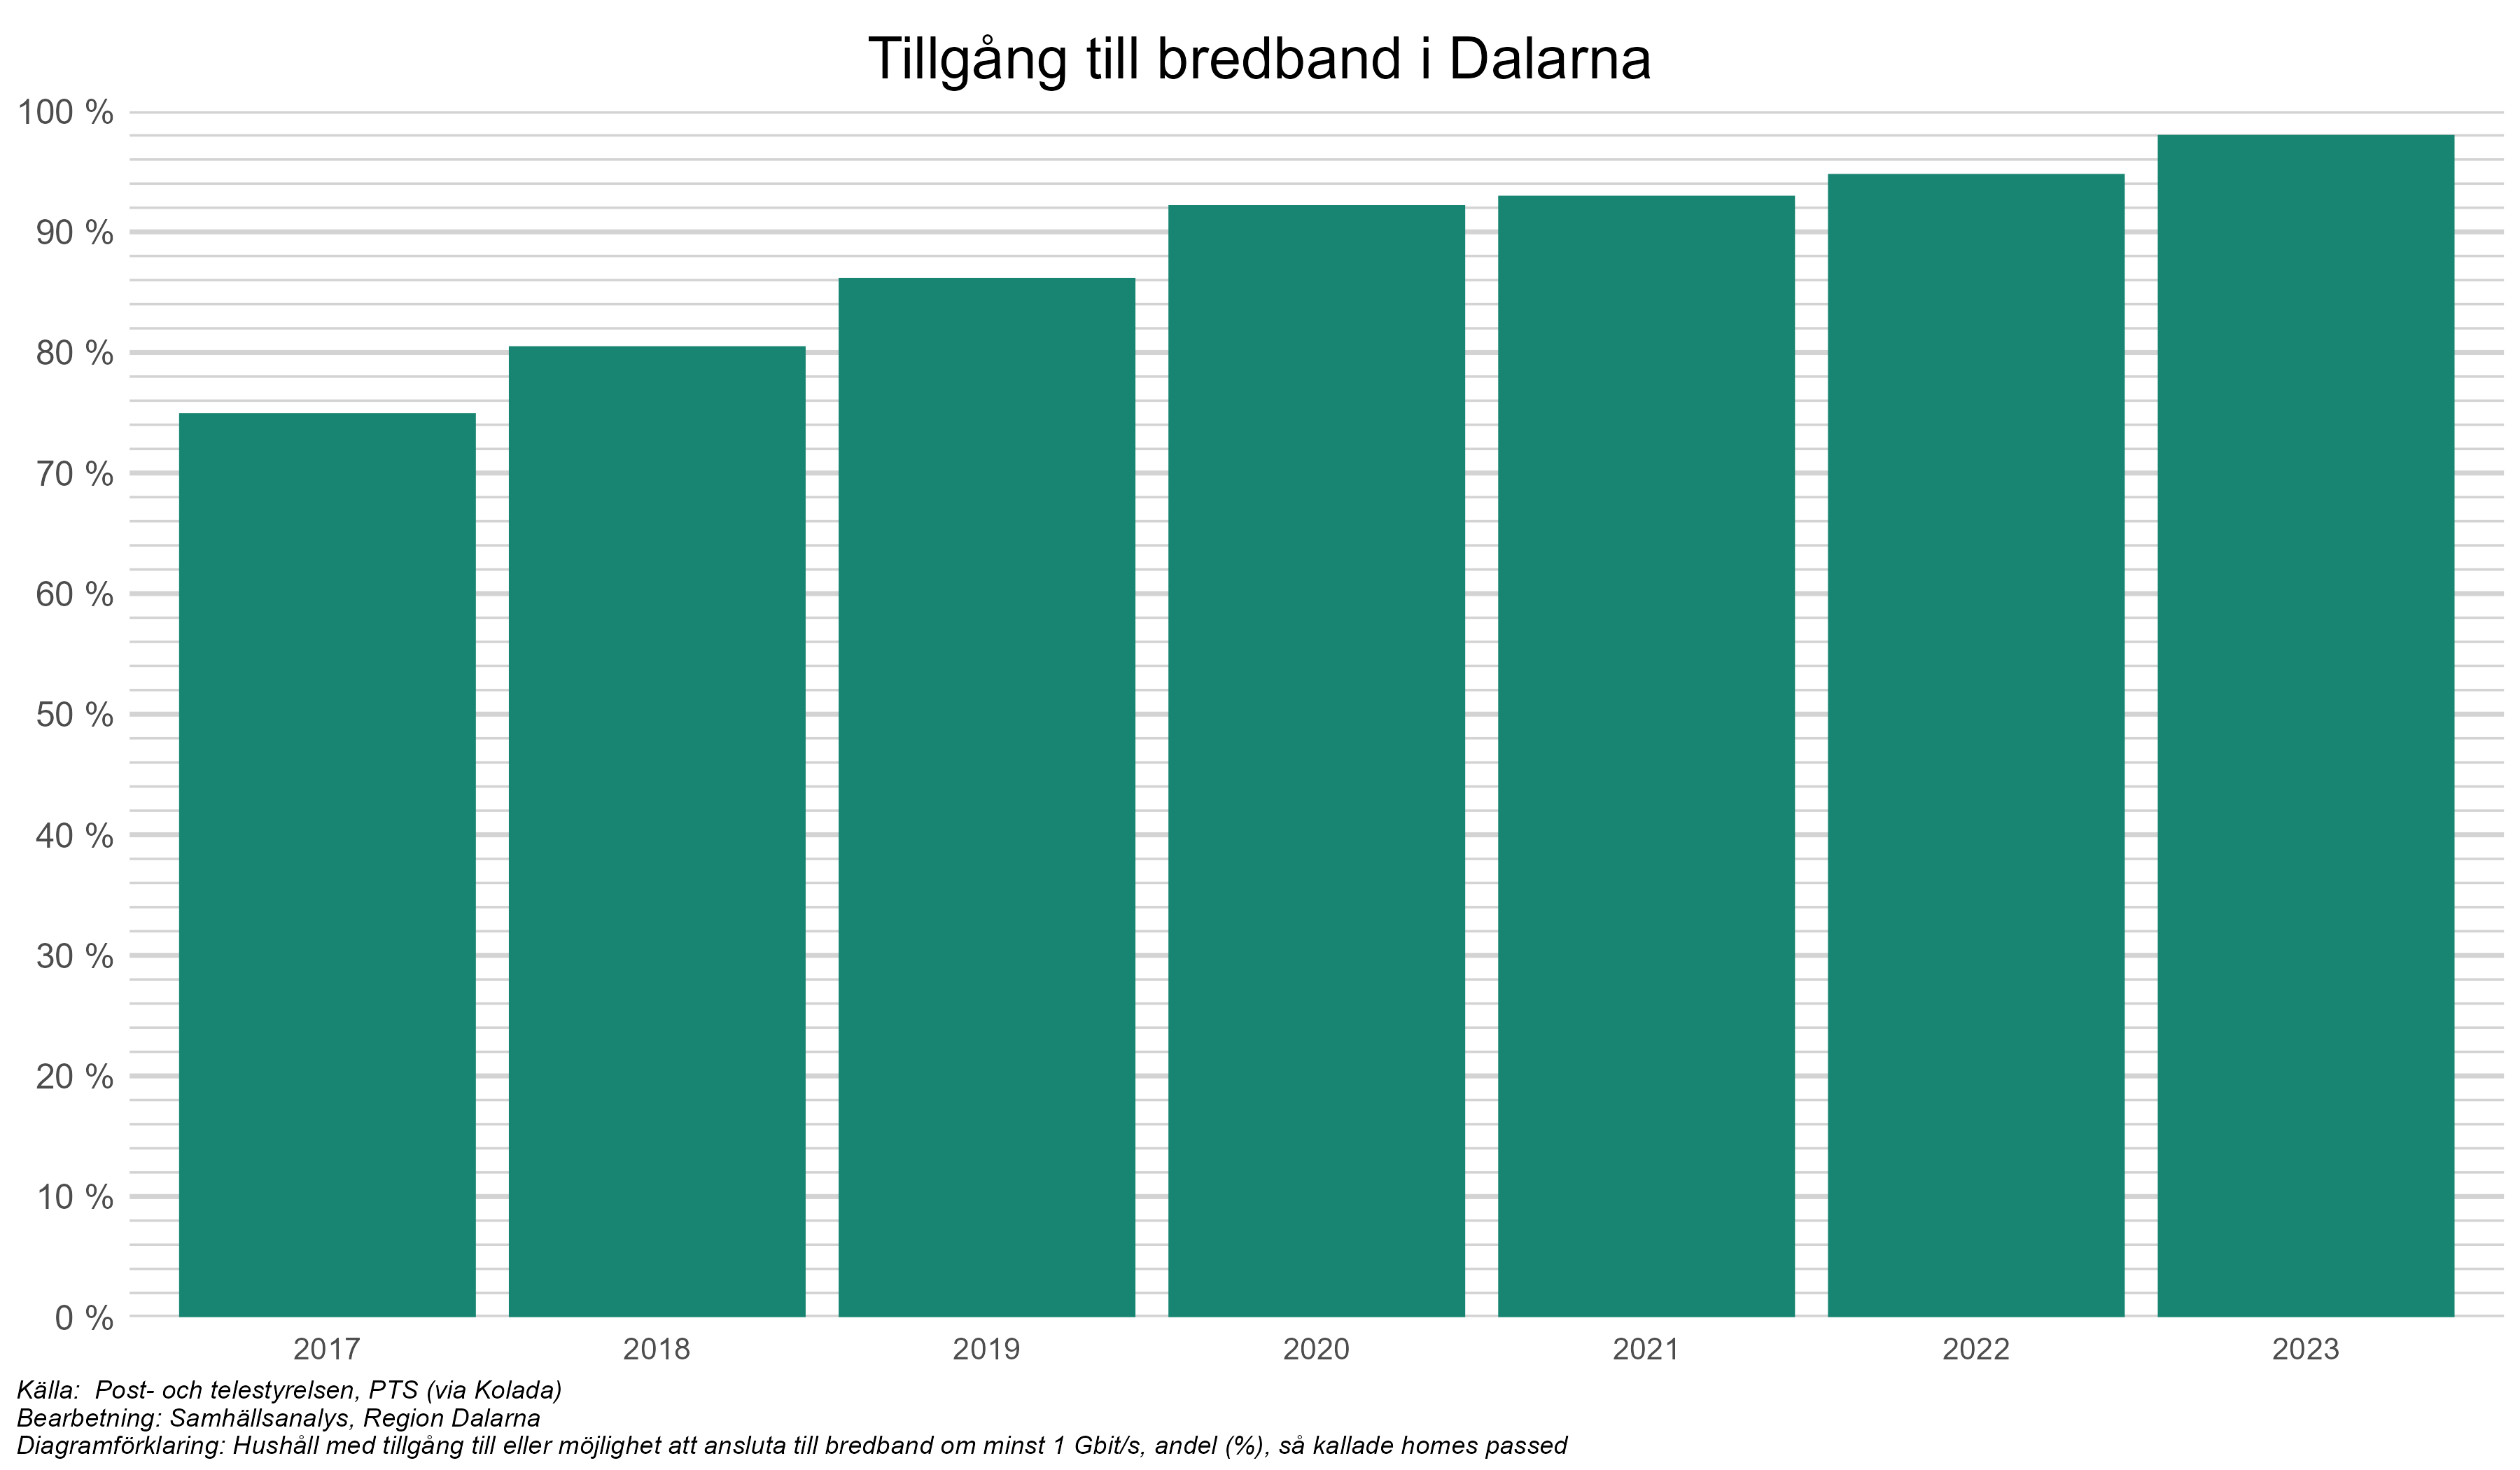 Tillgång till bredband i Dalarna
100 %
90 %
80 %
70 %
60 %
50 %
40 %
30 %
20 %
10 %
0 %
2017 2018 2019 2020 2021 2022 2023
Källa:  Post- och telestyrelsen, PTS (via Kolada)
Bearbetning: Samhällsanalys, Region Dalarna
Diagramförklaring: Hushåll med tillgång till eller möjlighet att ansluta till bredband om minst 1 Gbit/s, andel (%), så kallade homes passed